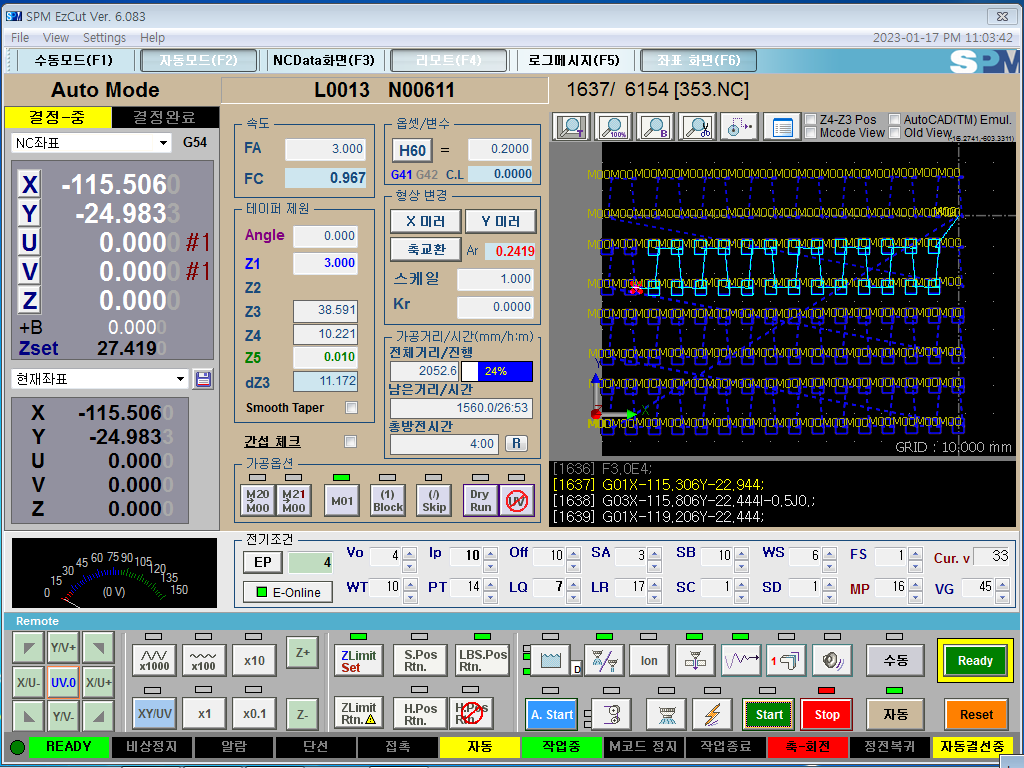 SPM EzCut Ver. 6.083
File View Settings Help
2023-01-17 PM 11:03:42
수동모드(F1) 자동모드(F2) NCData화면(F3) 리모트(F4) 로그메시지(F5) 좌표 화면(F6) SPM
Auto Mode
L0013 N00611
1637/ 6154 [353.NC]
결정-중 결정완료
NC좌표 G54
X -115.5060
Y -24.9833
U 0.0000 #1
V 0.0000 #1
Z 0.0000
+B 0.0000
Zset 27.4190
현재좌표
X -115.5060
Y -24.9833
U 0.0000
V 0.0000
Z 0.0000
속도
FA 3.000
FC 0.967
테이퍼 제원
Angle 0.000
Z1 3.000
Z2
Z3 38.591
Z4 10.221
Z5 0.010
dZ3 11.172
Smooth Taper
간섭 체크
옵셋/변수
H60 = 0.2000
G41 G42 C.L 0.0000
형상 변경
X 미러 Y 미러
축교환 Ar 0.2419
스케일 1.000
Kr 0.0000
가공거리/시간(mm/h:m)
전체거리/진행
2052.6 24%
남은거리/시간
1560.0/26:53
총방전시간
4:00 R
가공옵션
M20 M00 M21 M00 M01 (1) Block (/) Skip Dry Run UV
T 100% B
Z4-Z3 Pos AutoCAD(TM) Emul.
Mcode View Old View
GRID : 10,000 mm
[1636] F3.0E4;
[1637] G01X-115,306Y-22,944;
[1638] G03X-115,806Y-22,444I-0,5J0,;
[1639] G01X-119,206Y-22,444;
0 15 30 45 60 75 90 105 120 135 150
(0 V)
전기조건
EP 4
E-Online
Vo 4 Ip 10 Off 10 SA 3 SB 10 WS 6 FS 1 Cur. v 33
WT 10 PT 14 LQ 7 LR 17 SC 1 SD 1 MP 16 VG 45
Remote
Y/V+ x1000 x100 x10 Z+ ZLimit Set S.Pos Rtn. LBS.Pos Rtn. D Ion 1 수동 Ready
X/U- UV.0 X/U+
Y/V- XY/UV x1 x0.1 Z- ZLimit Rtn. H.Pos Rtn. A. Start Start Stop 자동 Reset
READY 비상정지 알람 단선 접촉 자동 작업중 M코드 정지 작업종료 축-회전 정전복귀 자동결선중